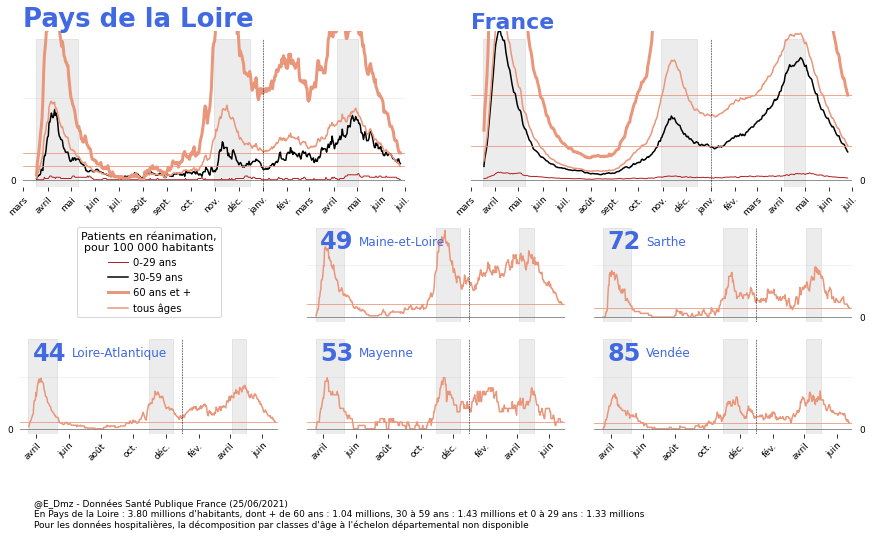 Pays de la Loire
France
0
mars avril mai juin juil. août sept. oct. nov. déc. janv. fév. mars avril mai juin juil.
mars avril mai juin juil. août sept. oct. nov. déc. janv. fév. mars avril mai juin juil.
0
Patients en réanimation,
pour 100 000 habitants
0-29 ans
30-59 ans
60 ans et +
tous âges
49 Maine-et-Loire
72 Sarthe
0
44 Loire-Atlantique
53 Mayenne
85 Vendée
0
0
avril juin août oct. déc. fév. avril juin
avril juin août oct. déc. fév. avril juin
avril juin août oct. déc. fév. avril juin
@E_Dmz - Données Santé Publique France (25/06/2021)
En Pays de la Loire : 3.80 millions d'habitants, dont + de 60 ans : 1.04 millions, 30 à 59 ans : 1.43 millions et 0 à 29 ans : 1.33 millions
Pour les données hospitalières, la décomposition par classes d'âge à l'échelon départemental non disponible